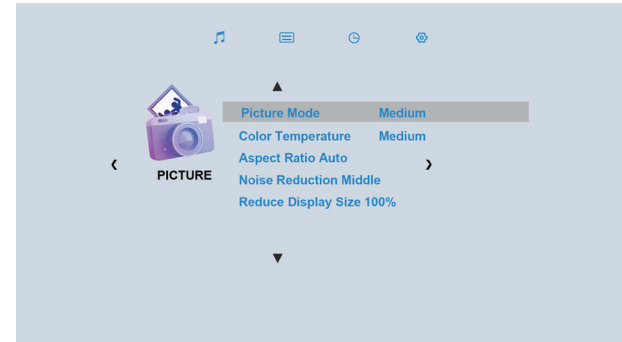 Picture Mode Medium
Color Temperature Medium
Aspect Ratio Auto
PICTURE
Noise Reduction Middle
Reduce Display Size 100%